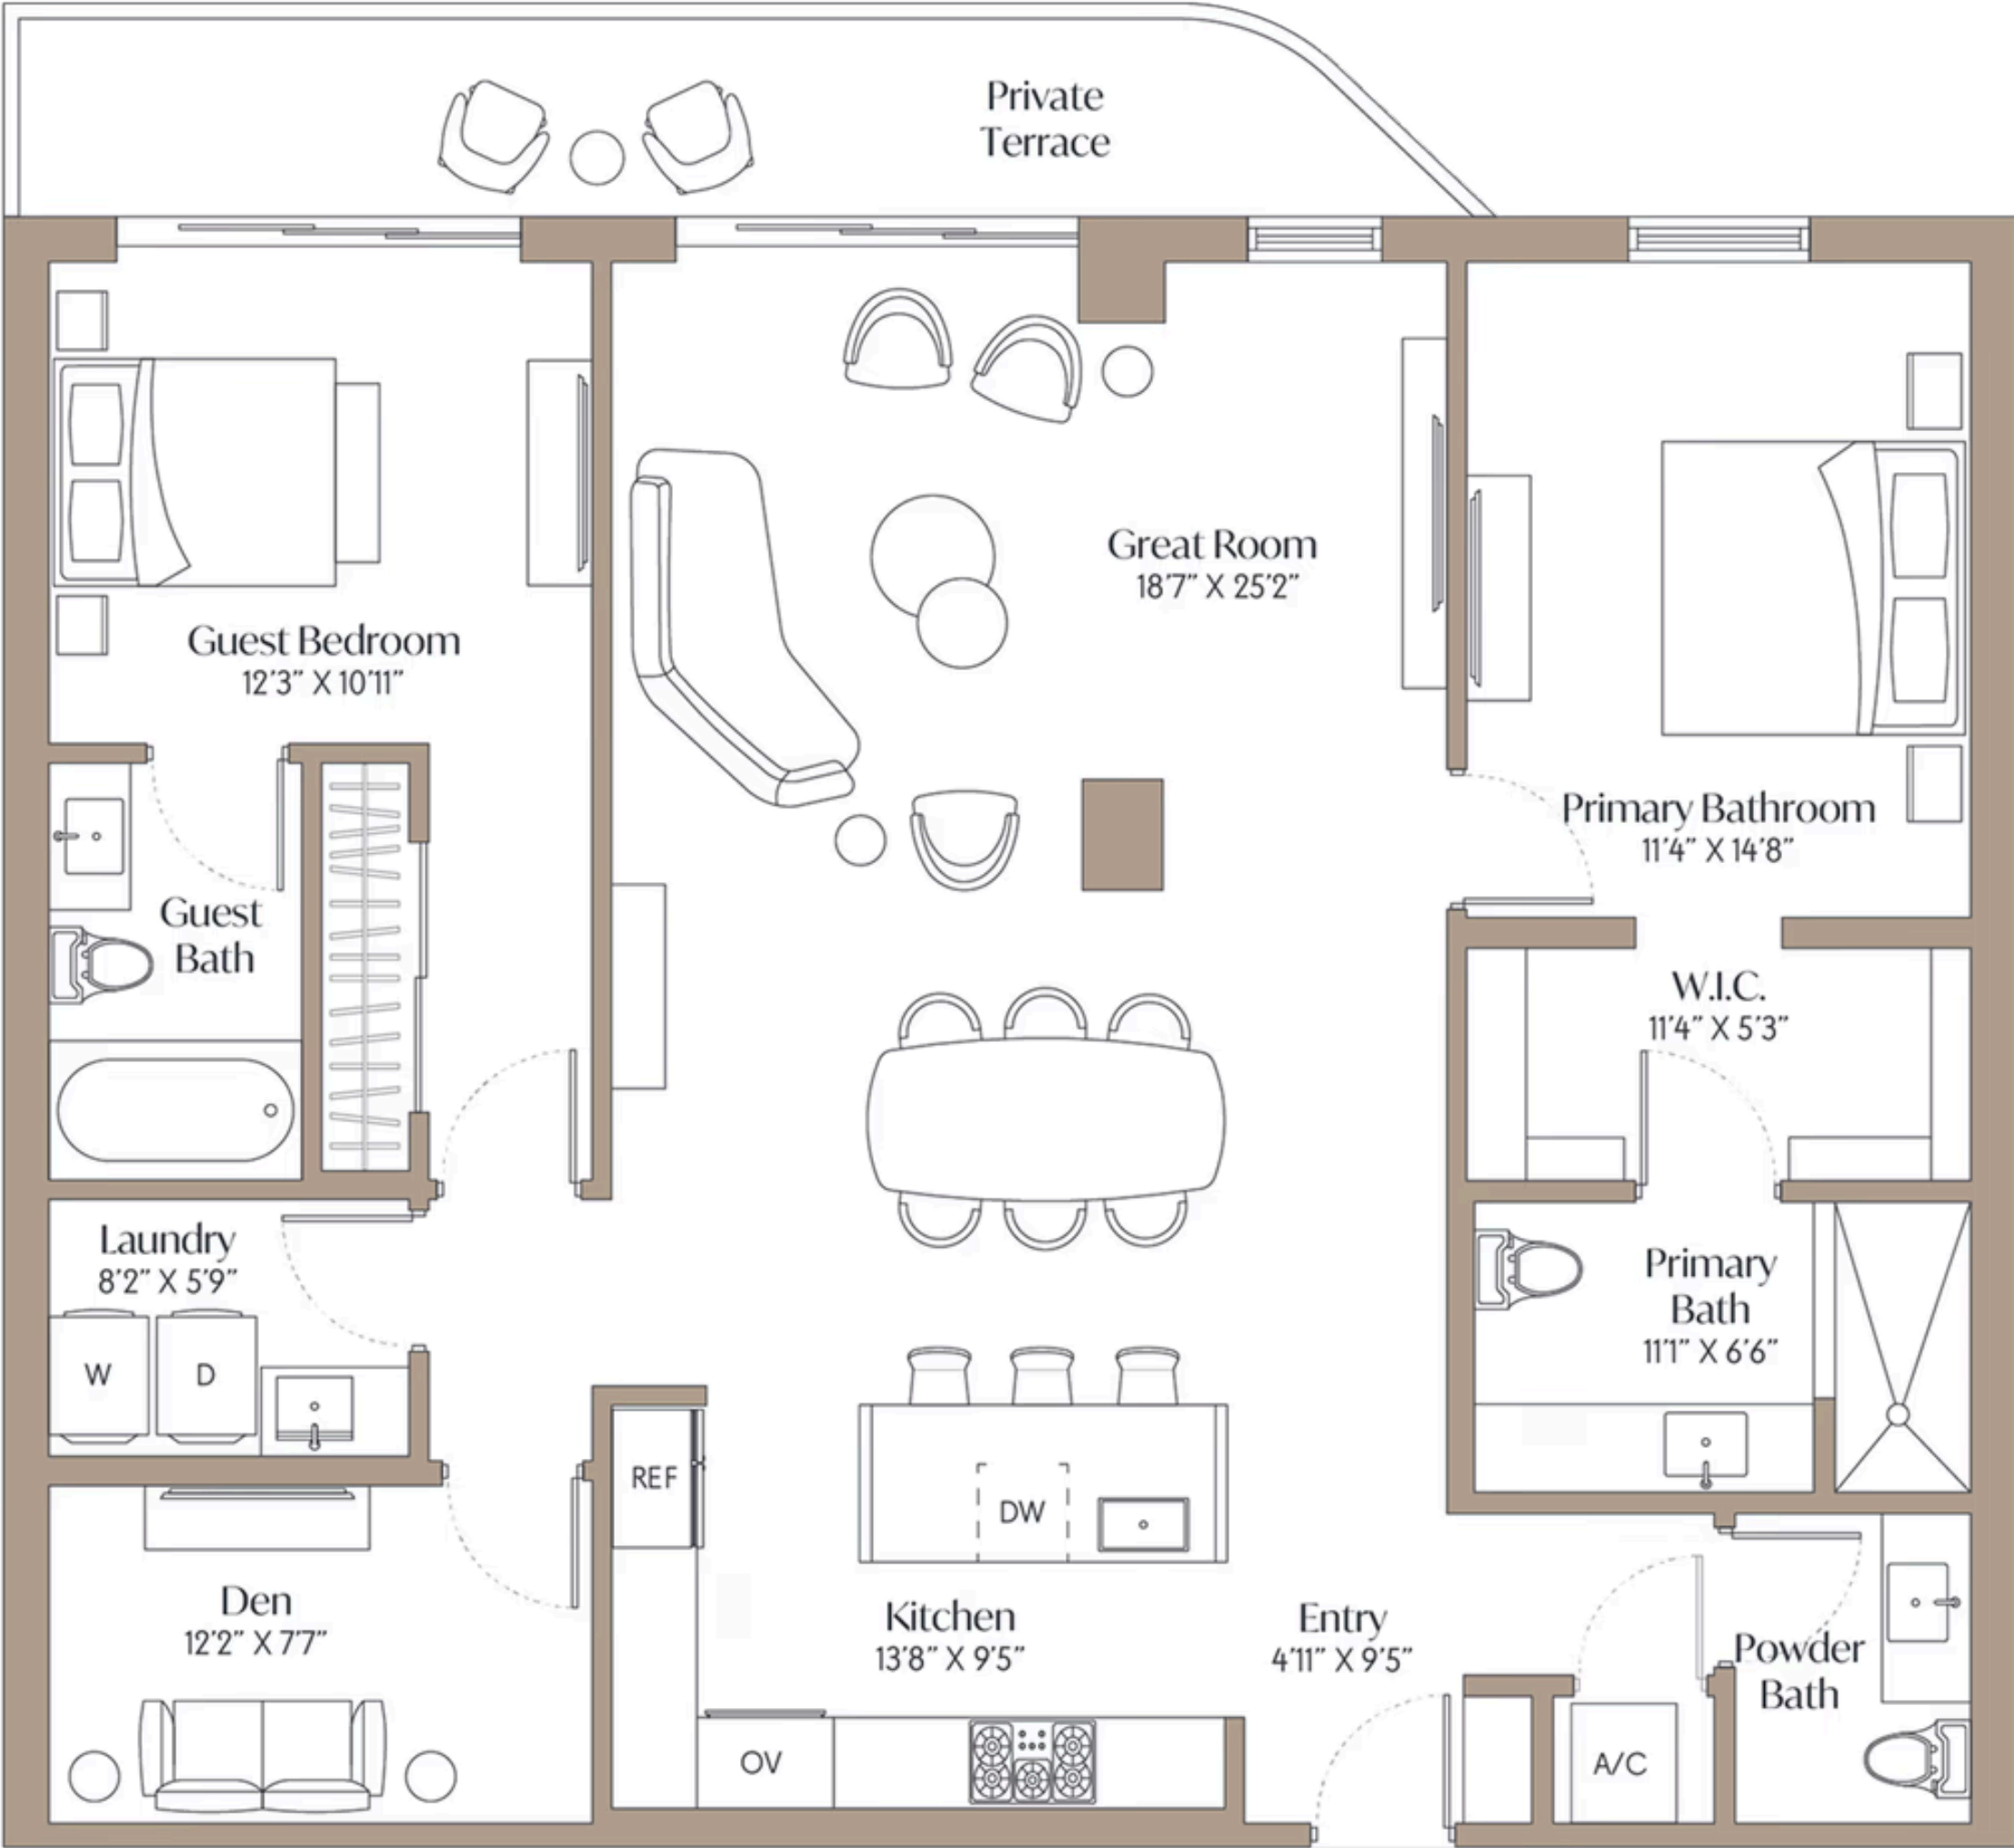 Private
Terrace
Great Room
18'7" X 25'2"
Guest Bedroom
12'3" X 10'11"
Primary Bathroom
11'4" X 14'8"
Guest
Bath
W.I.C.
11'4" X 5'3"
Laundry
8'2" X 5'9"
W
D
Primary
Bath
11'1" X 6'6"
REF
DW
Den
12'2" X 7'7"
Kitchen
13'8" X 9'5"
Entry
4'11" X 9'5"
Powder
Bath
OV
A/C